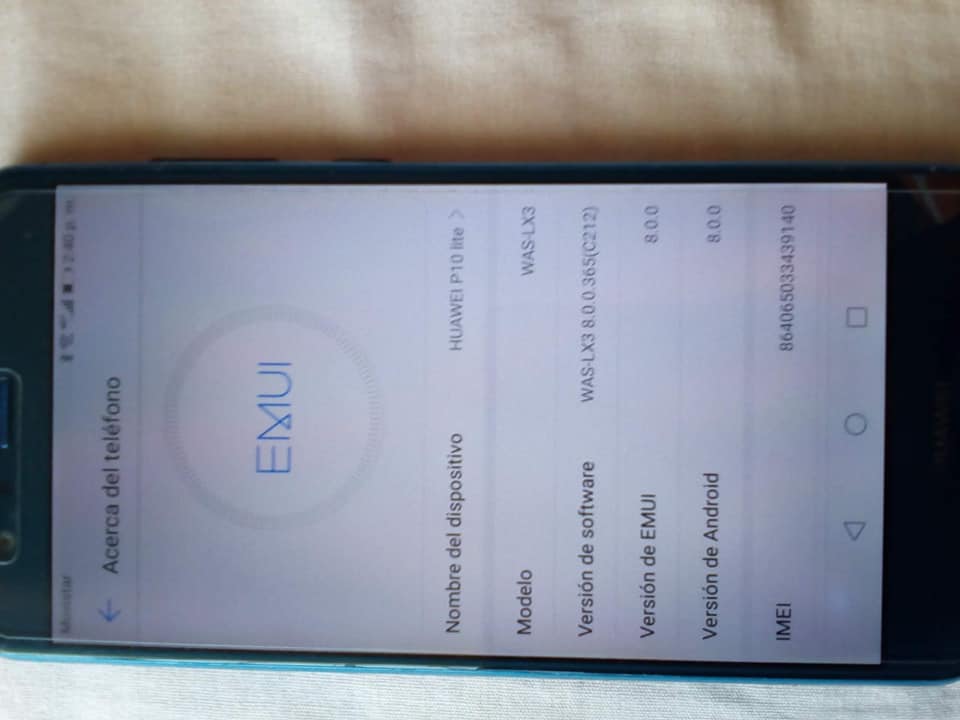 Movistar 2:40 p. m.
Acerca del teléfono
EMUI
Nombre del dispositivo HUAWEI P10 lite >
Modelo WAS-LX3
Versión de software WAS-LX3 8.0.0.365(C212)
Versión de EMUI 8.0.0
Versión de Android 8.0.0
IMEI 864065033439140
HUAWEI